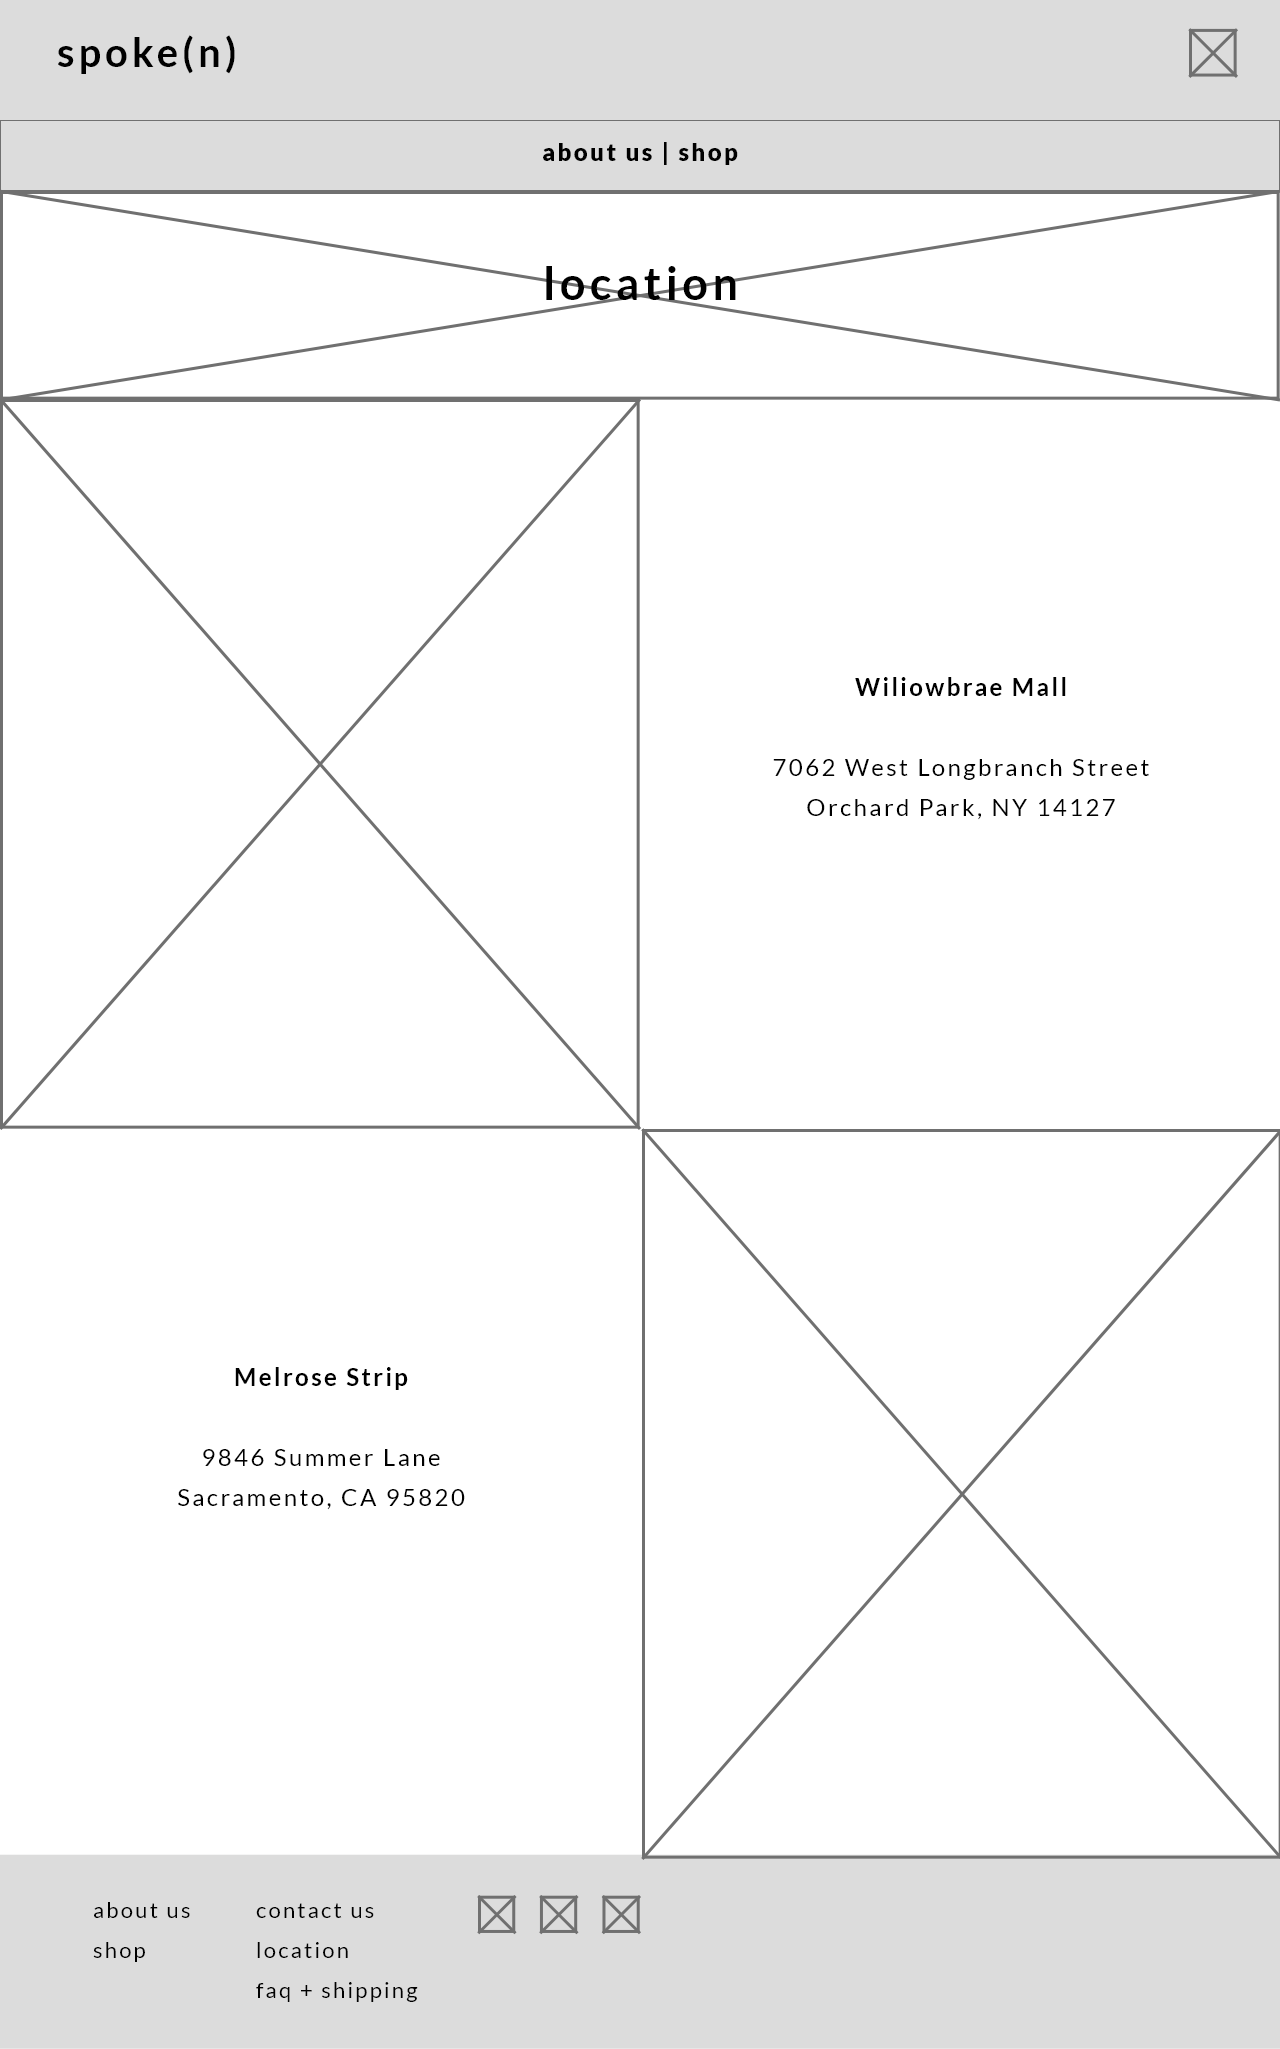 spoke(n)
about us | shop
location
Wiliowbrae Mall
7062 West Longbranch Street
Orchard Park, NY 14127
Melrose Strip
9846 Summer Lane
Sacramento, CA 95820
about us
shop
contact us
location
faq + shipping